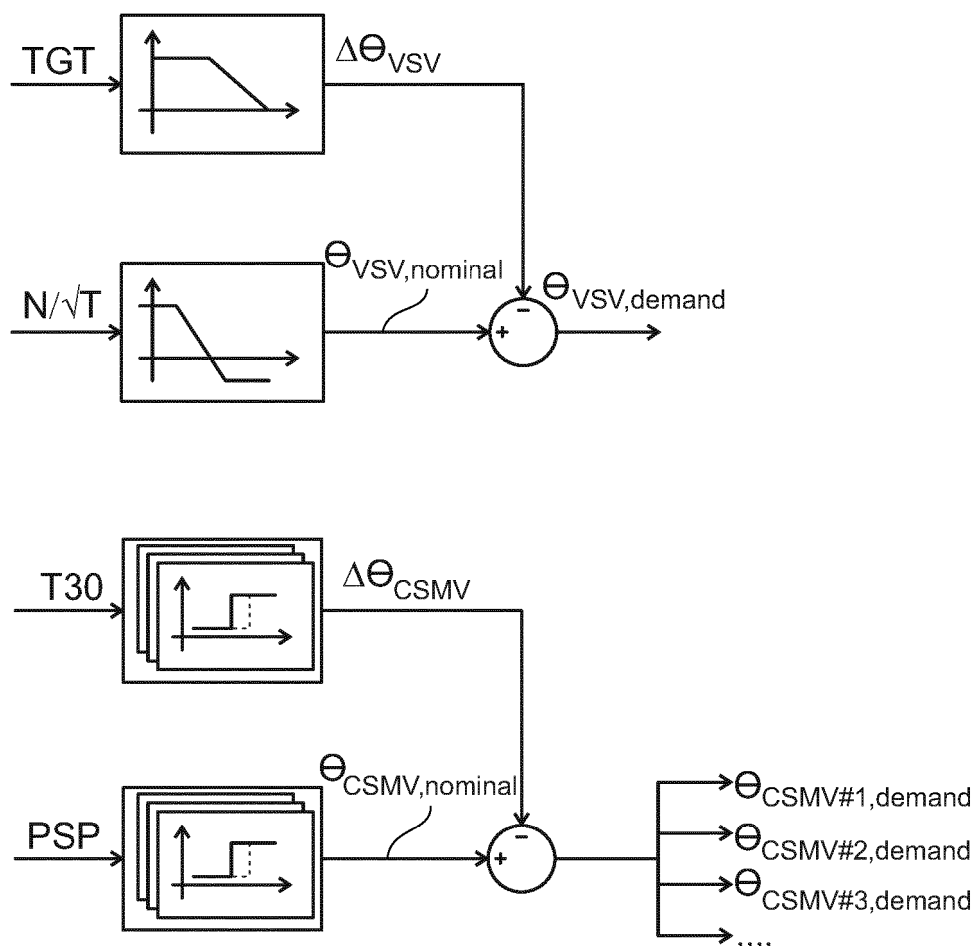 TGT
ΔΘVSV
N/√T
ΘVSV,nominal
ΘVSV,demand
+
−
T30
ΔΘCSMV
PSP
ΘCSMV,nominal
+
−
ΘCSMV#1,demand
ΘCSMV#2,demand
ΘCSMV#3,demand
....